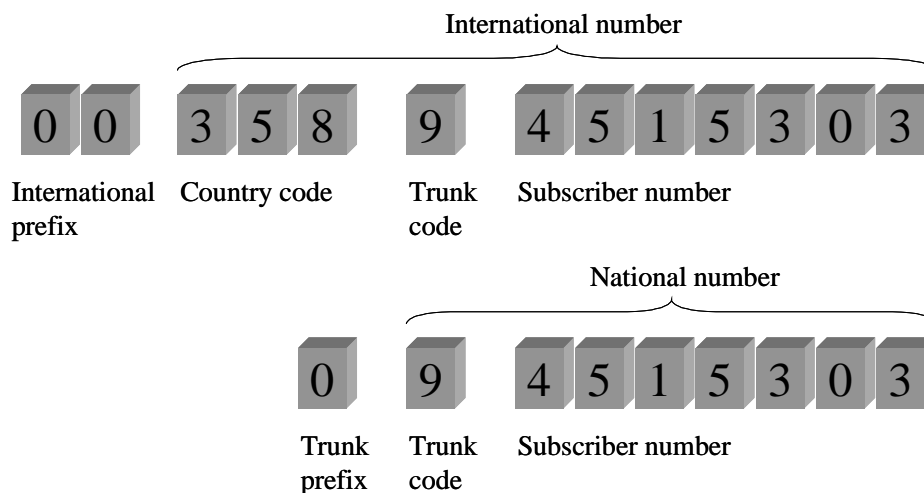 International number
0 0 3 5 8 9 4 5 1 5 3 0 3
International prefix
Country code
Trunk code
Subscriber number
National number
0 9 4 5 1 5 3 0 3
Trunk prefix
Trunk code
Subscriber number